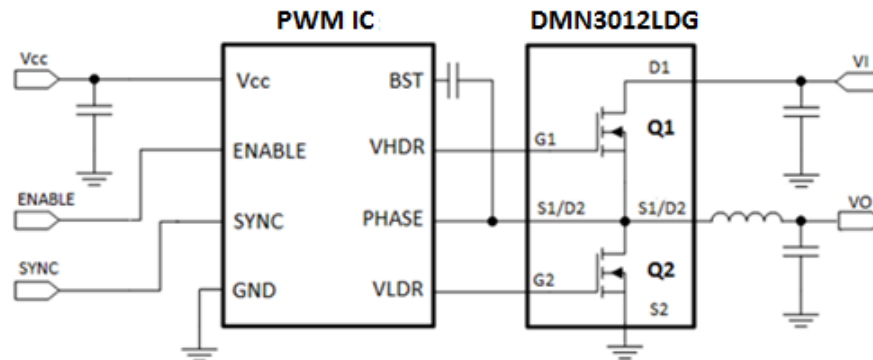 PWM IC
DMN3012LDG
Vcc
Vcc
BST
D1
VI
ENABLE
VHDR
G1
Q1
ENABLE
SYNC
PHASE
S1/D2
S1/D2
VO
SYNC
GND
VLDR
G2
Q2
S2